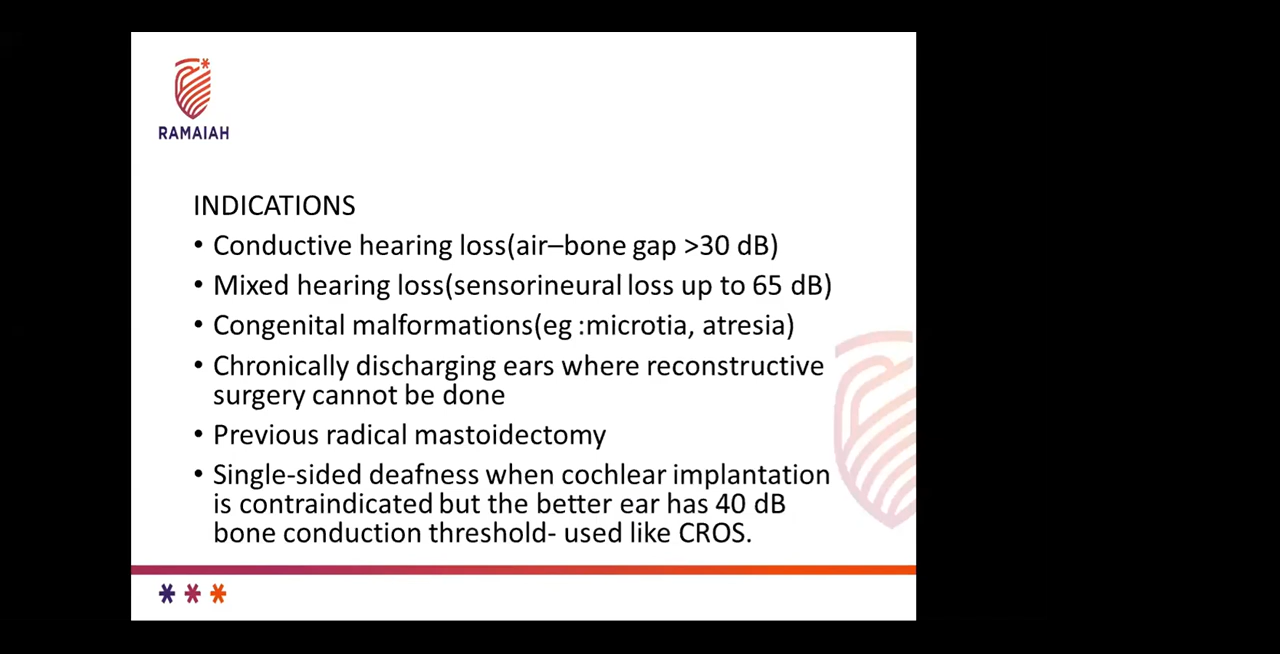 RAMAIAH
INDICATIONS
• Conductive hearing loss(air–bone gap >30 dB)
• Mixed hearing loss(sensorineural loss up to 65 dB)
• Congenital malformations(eg :microtia, atresia)
• Chronically discharging ears where reconstructive
surgery cannot be done
• Previous radical mastoidectomy
• Single-sided deafness when cochlear implantation
is contraindicated but the better ear has 40 dB
bone conduction threshold- used like CROS.